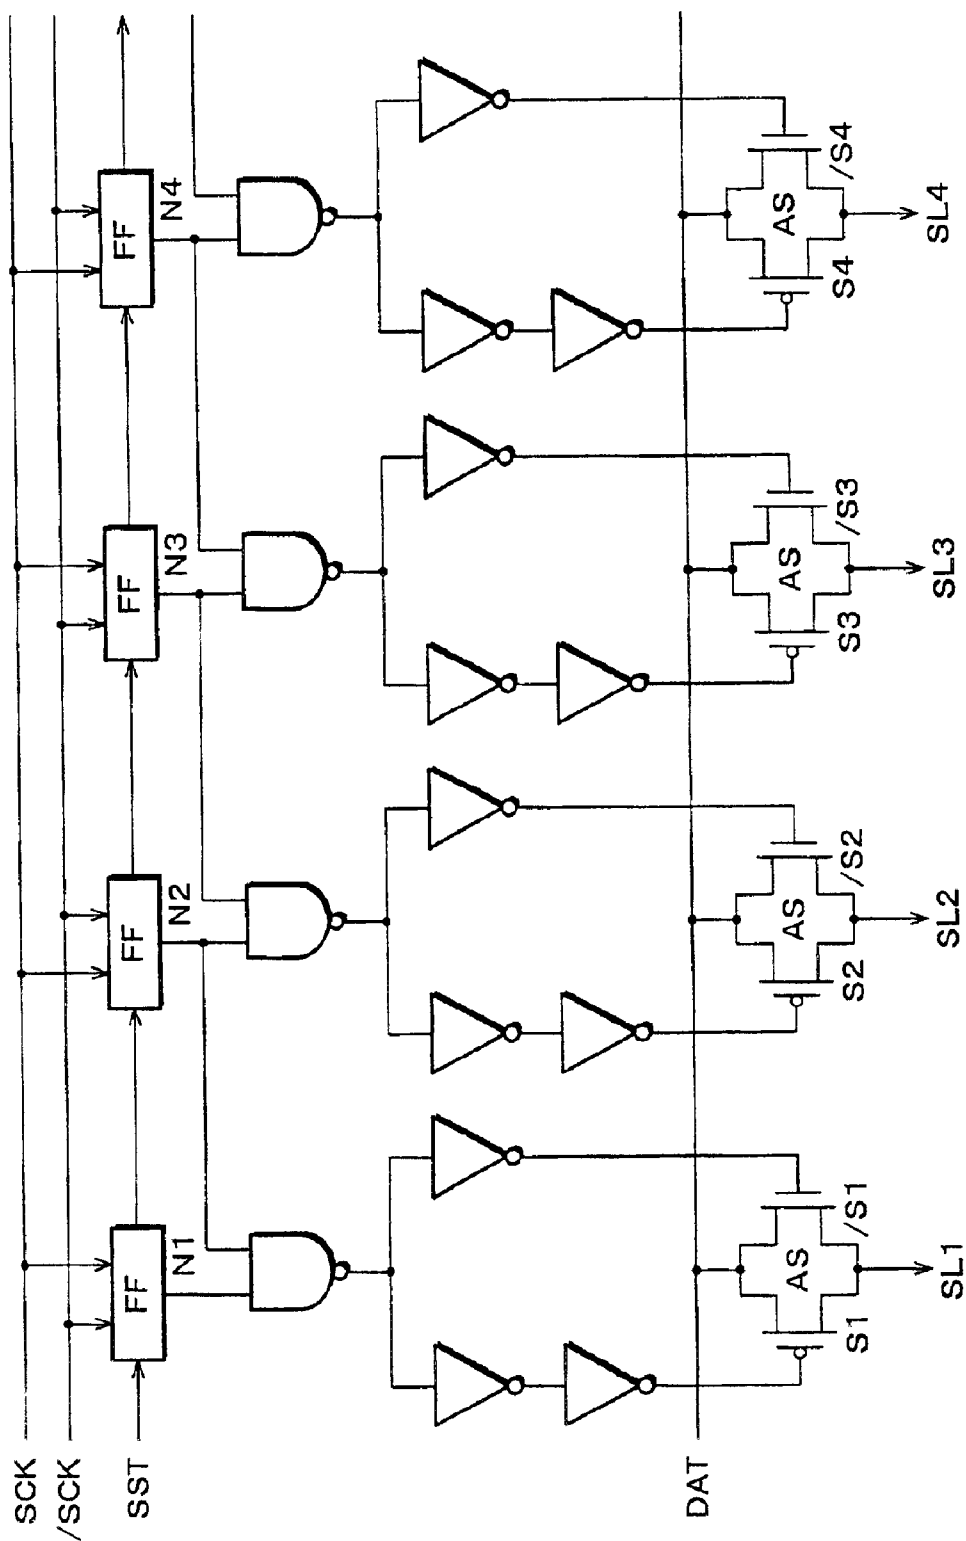 SCK
/SCK
SST
FF
FF
FF
FF
N1
N2
N3
N4
DAT
AS
AS
AS
AS
S1
/S1
S2
/S2
S3
/S3
S4
/S4
SL1
SL2
SL3
SL4